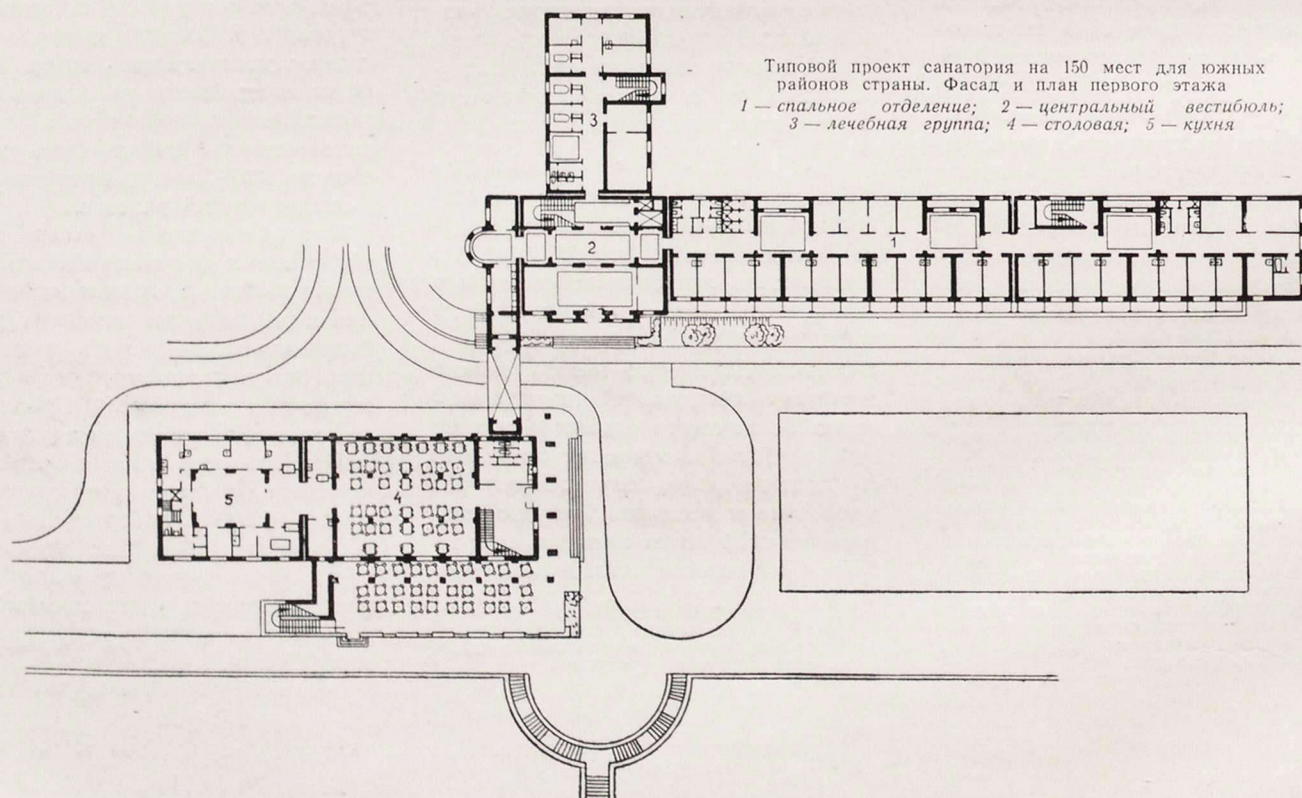 Типовой проект санатория на 150 мест для южных
районов страны. Фасад и план первого этажа
1 — спальное отделение; 2 — центральный вестибюль;
3 — лечебная группа; 4 — столовая; 5 — кухня
3
2
1
5
4